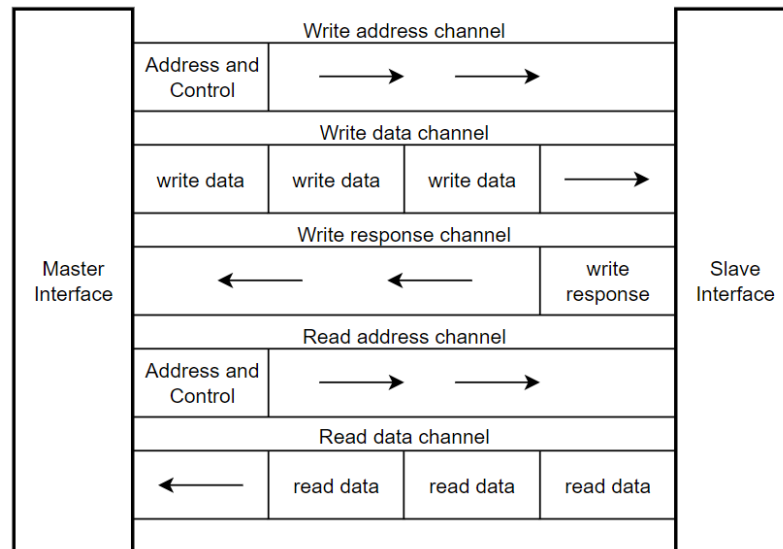 Write address channel
Address and
Control
Write data channel
write data
write data
write data
Write response channel
Master
Interface
write
response
Slave
Interface
Read address channel
Address and
Control
Read data channel
read data
read data
read data